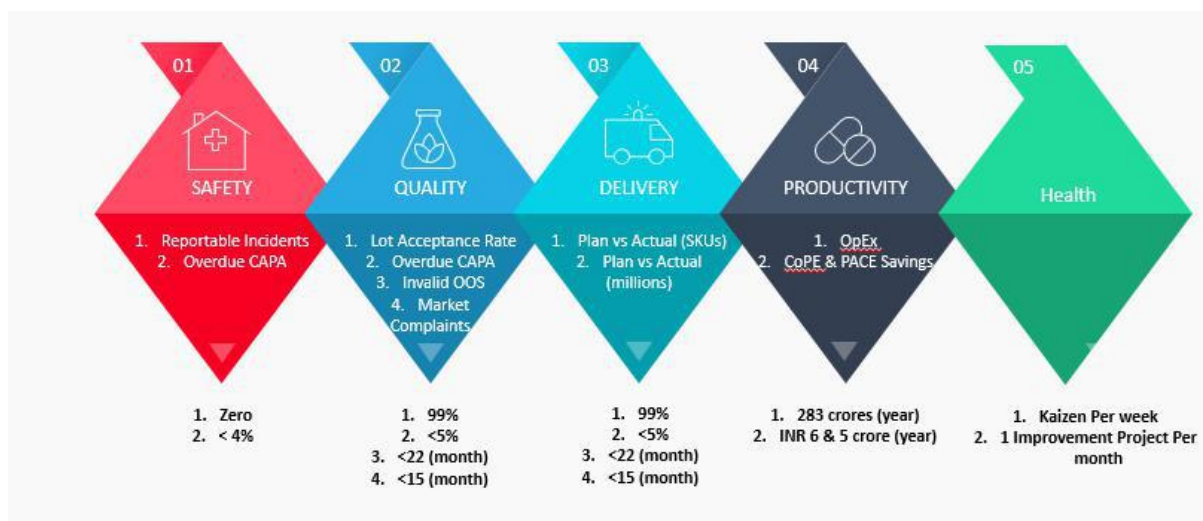 01
SAFETY
1. Reportable Incidents
2. Overdue CAPA
1. Zero
2. < 4%
02
QUALITY
1. Lot Acceptance Rate
2. Overdue CAPA
3. Invalid OOS
4. Market
Complaints
1. 99%
2. <5%
3. <22 (month)
4. <15 (month)
03
DELIVERY
1. Plan vs Actual (SKUs)
2. Plan vs Actual
(millions)
1. 99%
2. <5%
3. <22 (month)
4. <15 (month)
04
PRODUCTIVITY
1. OpEx
2. CoPE & PACE Savings
1. 283 crores (year)
2. INR 6 & 5 crore (year)
05
Health
1. Kaizen Per week
2. 1 Improvement Project Per
month